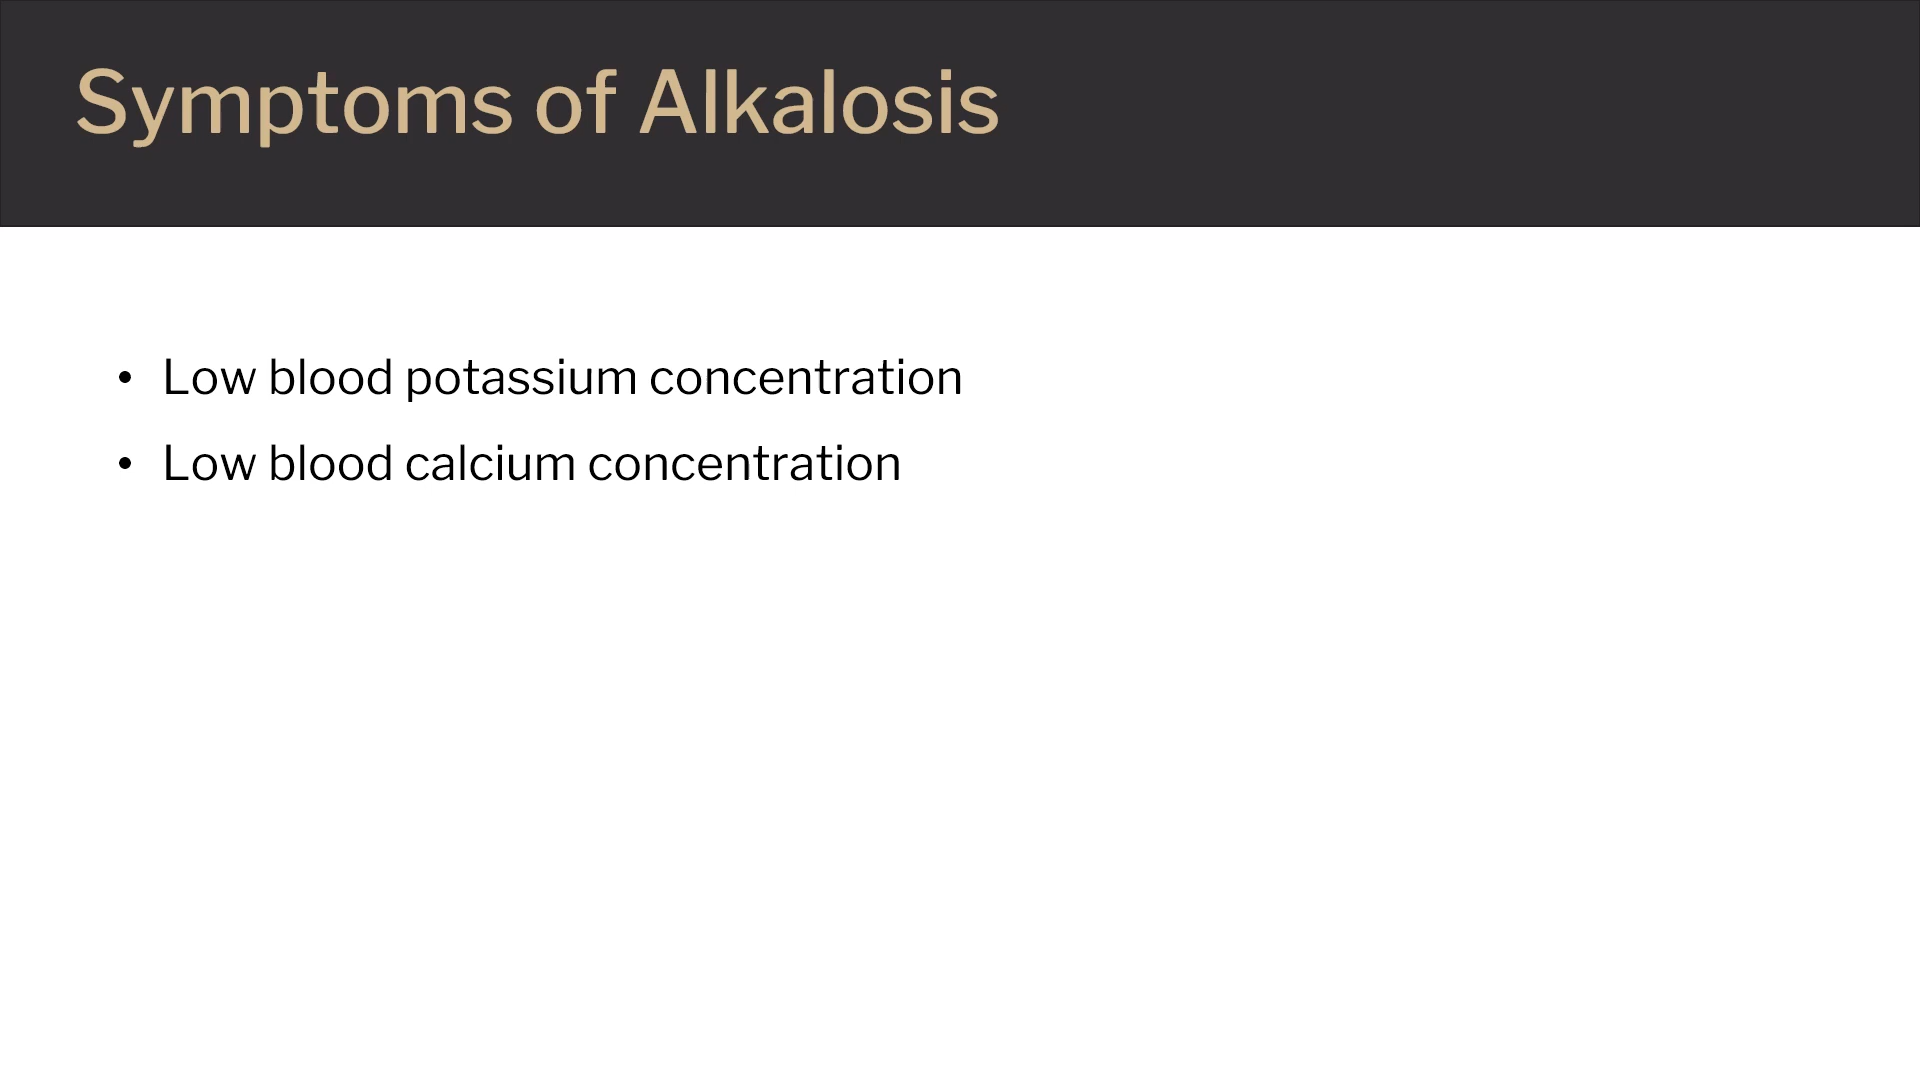 Symptoms of Alkalosis
• Low blood potassium concentration
• Low blood calcium concentration